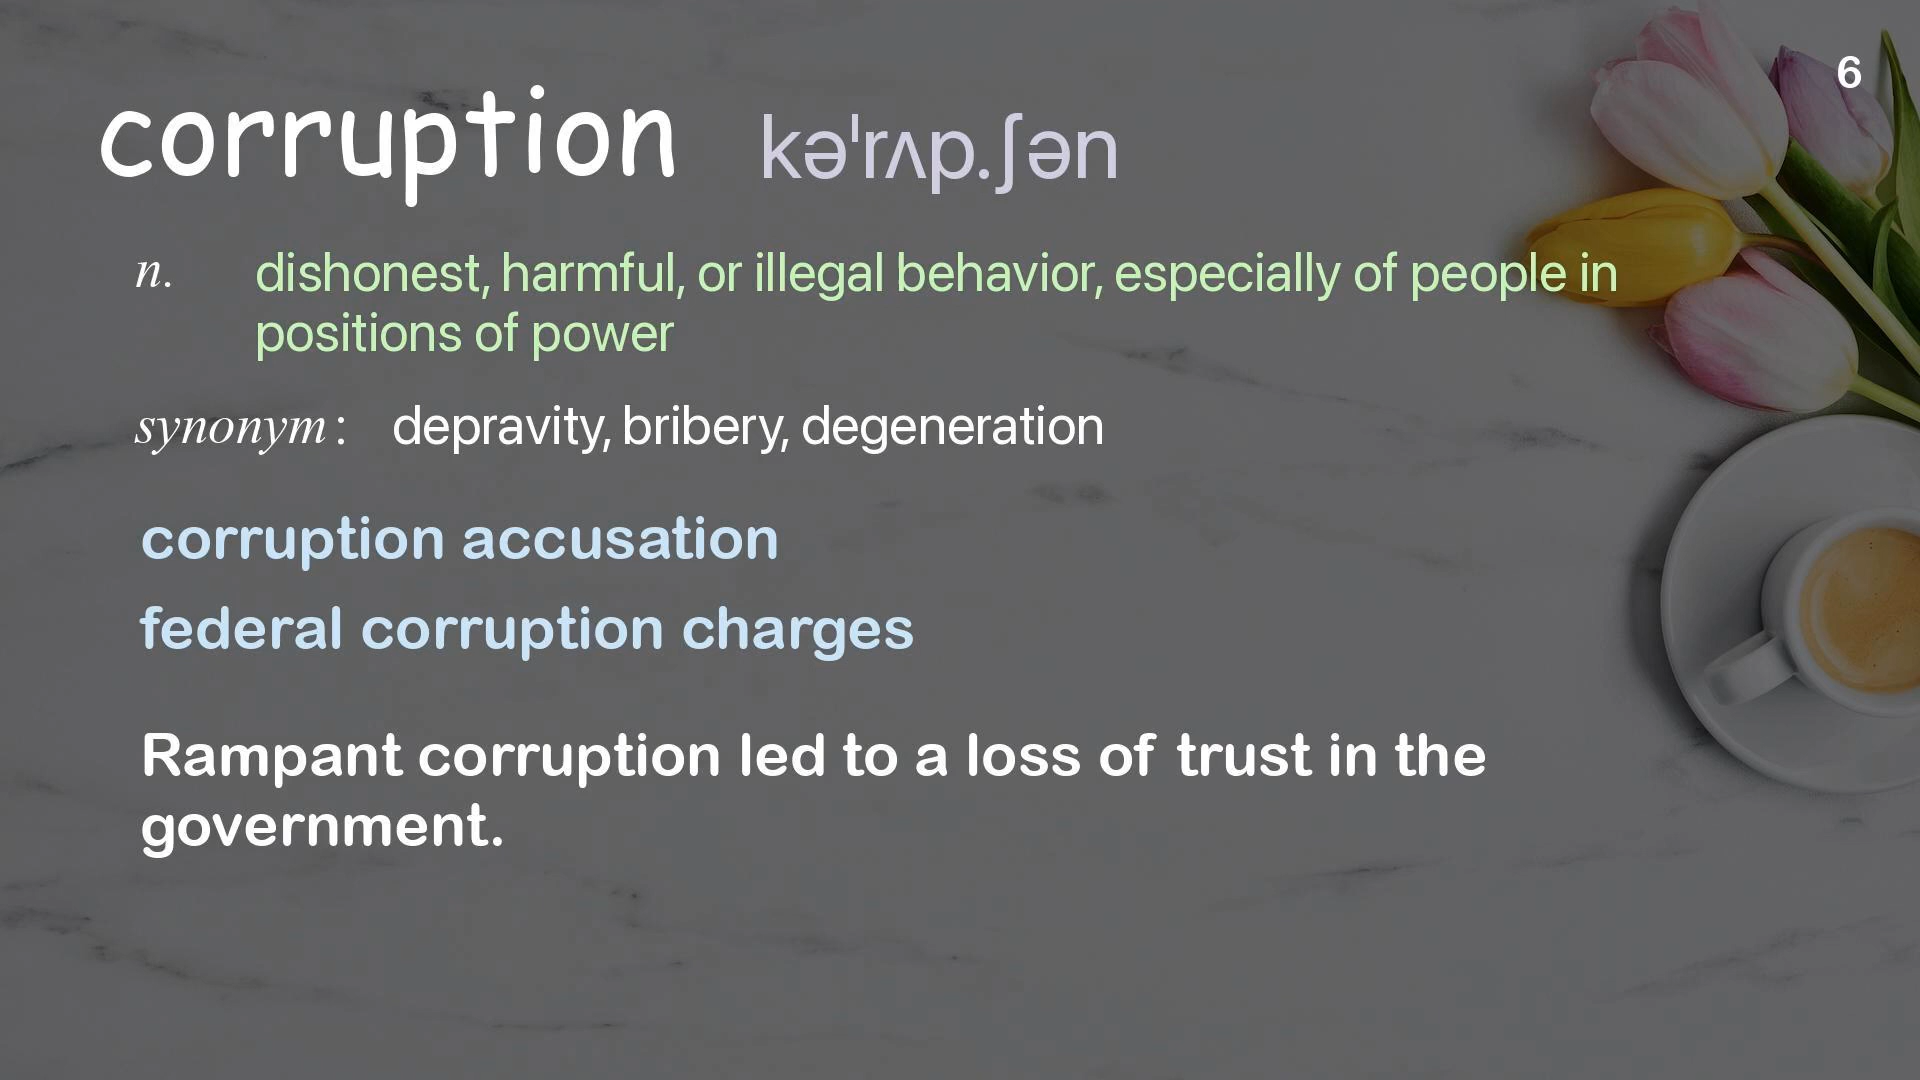 6
corruption kəˈrʌp.ʃən
n. dishonest, harmful, or illegal behavior, especially of people in
positions of power
synonym: depravity, bribery, degeneration
corruption accusation
federal corruption charges
Rampant corruption led to a loss of trust in the
government.